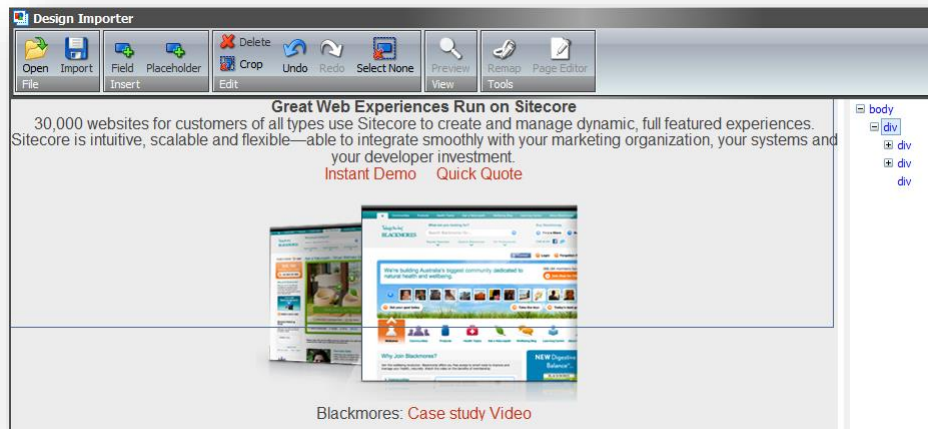 Design Importer
Open Import Field Placeholder Delete Crop Undo Redo Select None Preview Remap Page Editor
File Insert Edit View Tools
Great Web Experiences Run on Sitecore
30,000 websites for customers of all types use Sitecore to create and manage dynamic, full featured experiences.
Sitecore is intuitive, scalable and flexible—able to integrate smoothly with your marketing organization, your systems and
your developer investment.
Instant Demo Quick Quote
body
div
div
div
div
BLACKMORES
We're building Australia's biggest community dedicated to
natural health and wellbeing.
Why Join Blackmores?
NEW Digestive
Balance
Blackmores: Case study Video